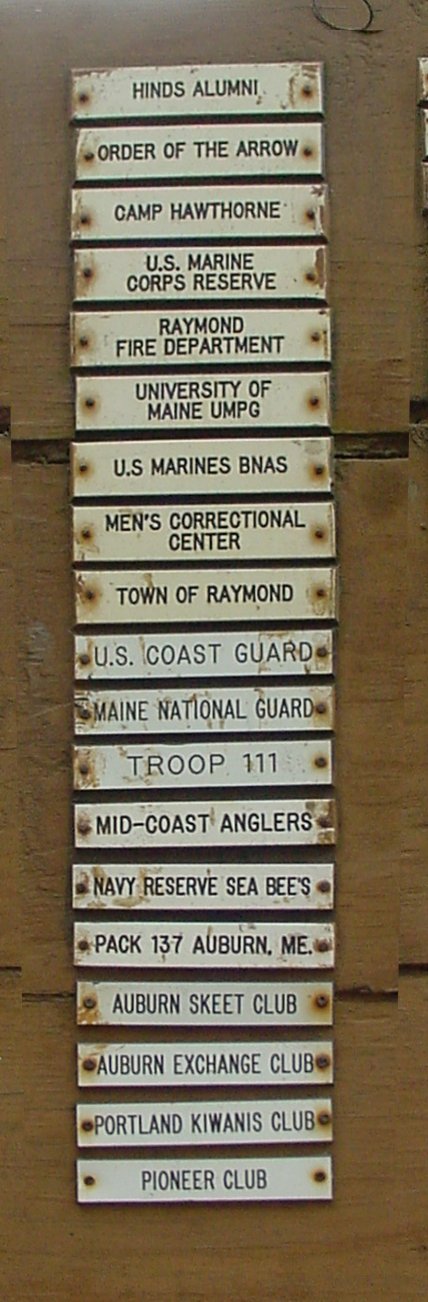 HINDS ALUMNI
ORDER OF THE ARROW
CAMP HAWTHORNE
U.S. MARINE
CORPS RESERVE
RAYMOND
FIRE DEPARTMENT
UNIVERSITY OF
MAINE UMPG
U.S MARINES BNAS
MEN'S CORRECTIONAL
CENTER
TOWN OF RAYMOND
U.S. COAST GUARD
MAINE NATIONAL GUARD
TROOP 111
MID-COAST ANGLERS
NAVY RESERVE SEA BEE'S
PACK 137 AUBURN, ME.
AUBURN SKEET CLUB
AUBURN EXCHANGE CLUB
PORTLAND KIWANIS CLUB
PIONEER CLUB